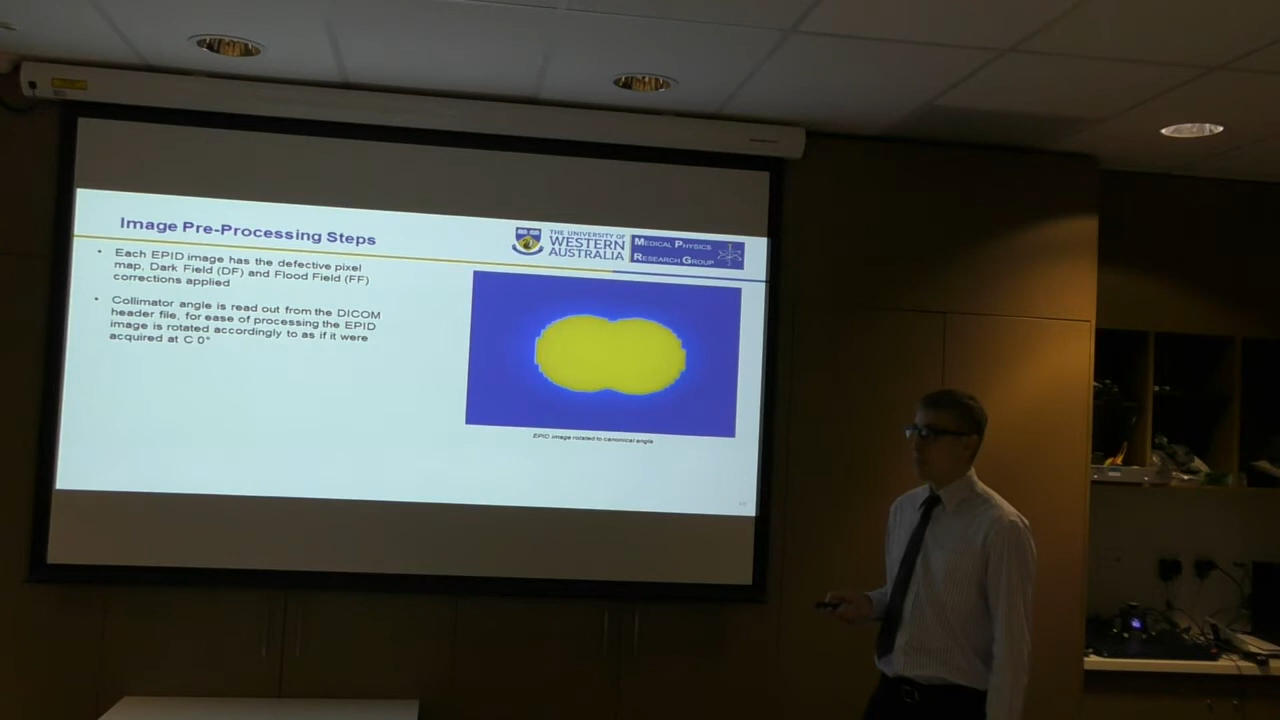 Image Pre-Processing Steps
THE UNIVERSITY OF
WESTERN
AUSTRALIA
MEDICAL PHYSICS
RESEARCH GROUP
• Each EPID image has the defective pixel
map, Dark Field (DF) and Flood Field (FF)
corrections applied
• Collimator angle is read out from the DICOM
header file, for ease of processing the EPID
image is rotated accordingly to as if it were
acquired at C 0°
EPID image rotated to canonical angle